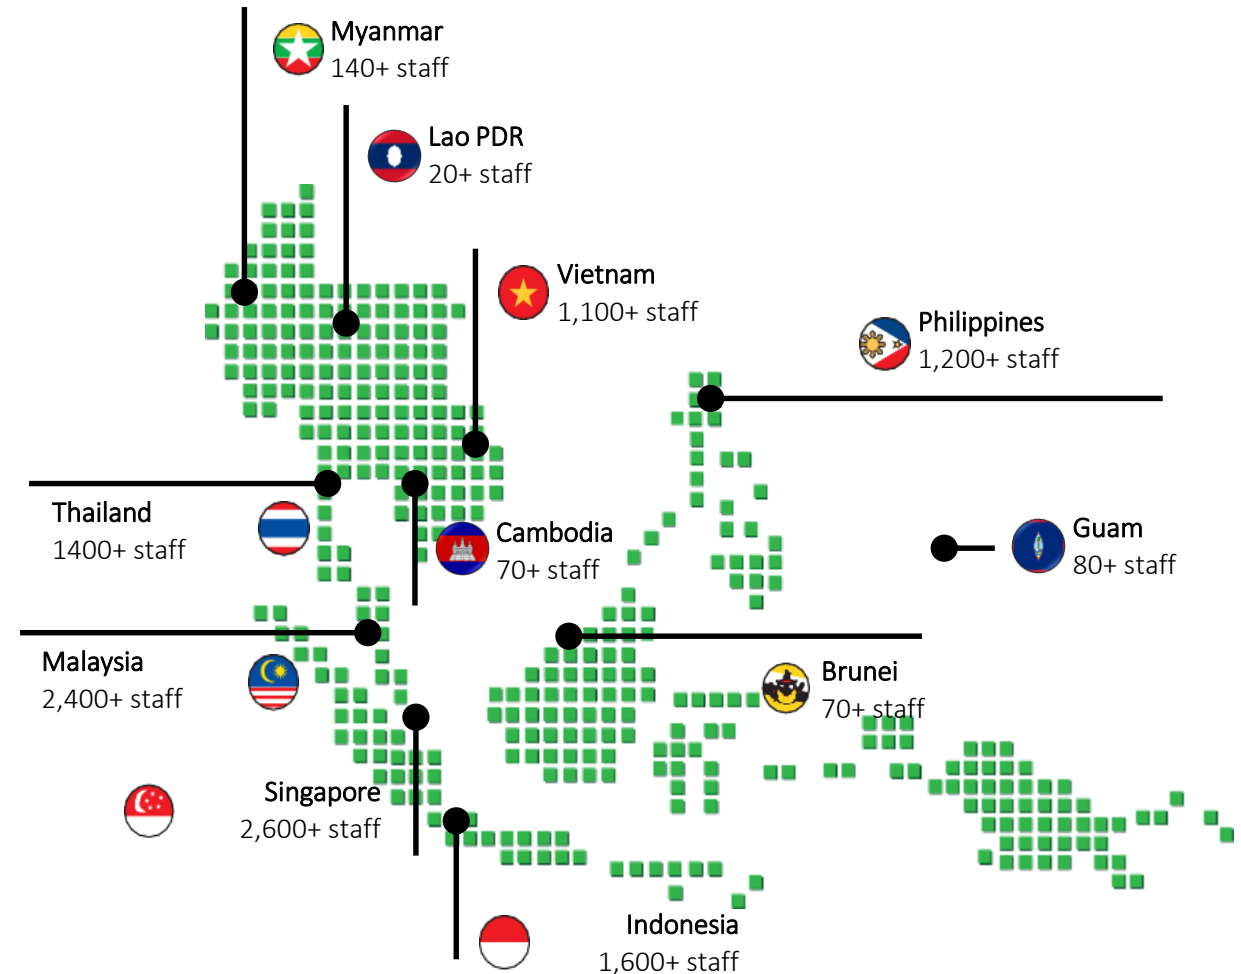 Myanmar
140+ staff
Lao PDR
20+ staff
Vietnam
1,100+ staff
Philippines
1,200+ staff
Thailand
1400+ staff
Cambodia
70+ staff
Guam
80+ staff
Malaysia
2,400+ staff
Brunei
70+ staff
Singapore
2,600+ staff
Indonesia
1,600+ staff